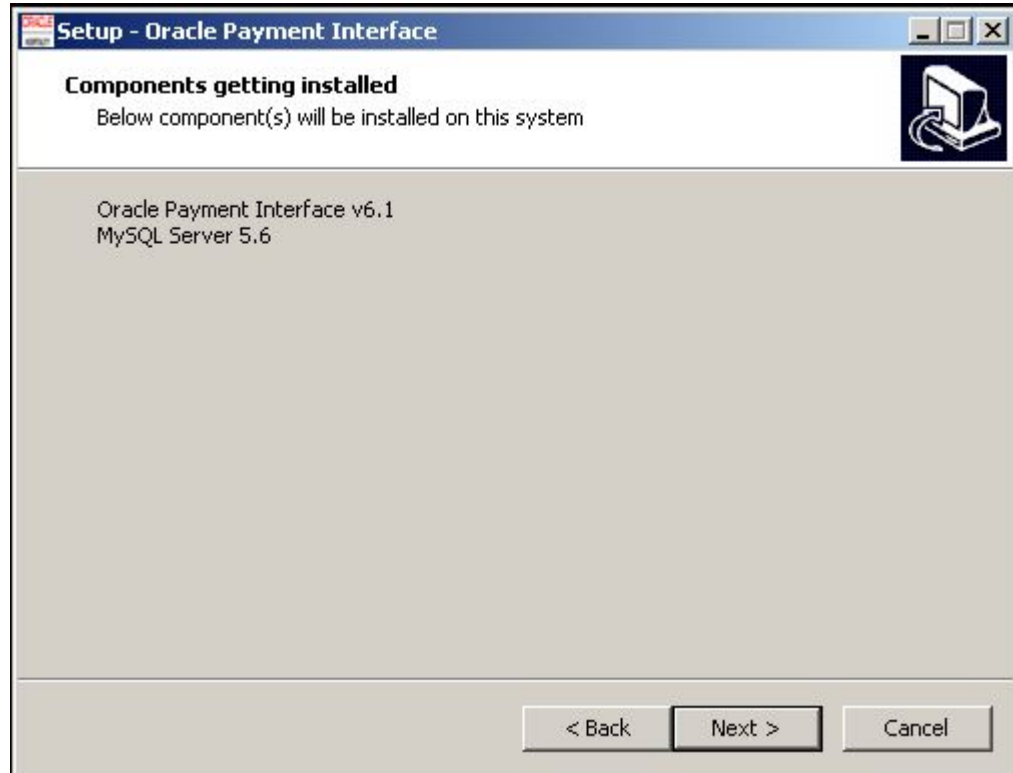 Setup - Oracle Payment Interface
Components getting installed
Below component(s) will be installed on this system
Oracle Payment Interface v6.1
MySQL Server 5.6
< Back
Next >
Cancel